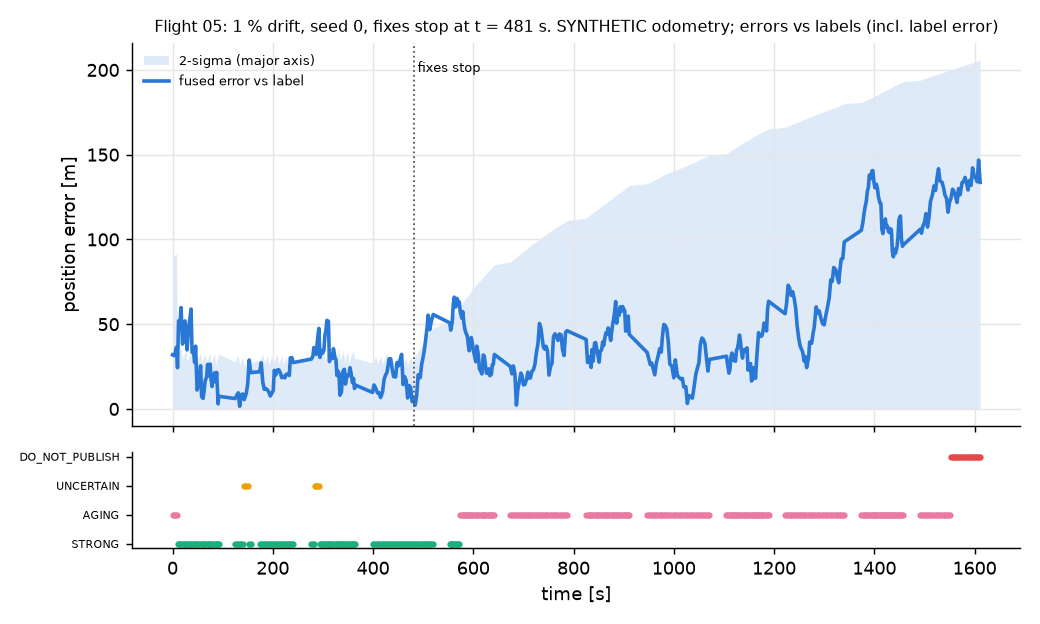 Flight 05: 1 % drift, seed 0, fixes stop at t = 481 s. SYNTHETIC odometry; errors vs labels (incl. label error)
2-sigma (major axis)
fused error vs label
fixes stop
position error [m]
200
150
100
50
0
DO_NOT_PUBLISH
UNCERTAIN
AGING
STRONG
0 200 400 600 800 1000 1200 1400 1600
time [s]